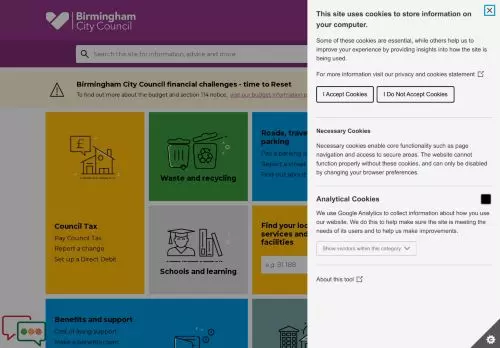 Birmingham
City Council
Search this site for information, advice and more
Birmingham City Council financial challenges - time to Reset
To find out more about the budget and section 114 notice, visit our budget information
Council Tax
Pay Council Tax
Report a change
Set up a Direct Debit
Waste and recycling
Roads,
parking
Schools and learning
Find your
services and
facilities
e.g. B1 1BB
Benefits and support
Cost of living support
This site uses cookies to store information on
your computer.
Some of these cookies are essential, while others help us to
improve your experience by providing insights into how the site is
being used.
For more information visit our privacy and cookies statement
I Accept Cookies
I Do Not Accept Cookies
Necessary Cookies
Necessary cookies enable core functionality such as page
navigation and access to secure areas. The website cannot
function properly without these cookies, and can only be disabled
by changing your browser preferences.
Analytical Cookies
We use Google Analytics to collect information about how you use
our website. We do this to help make sure the site is meeting the
needs of its users and to help us make improvements.
Show vendors within this category
About this tool